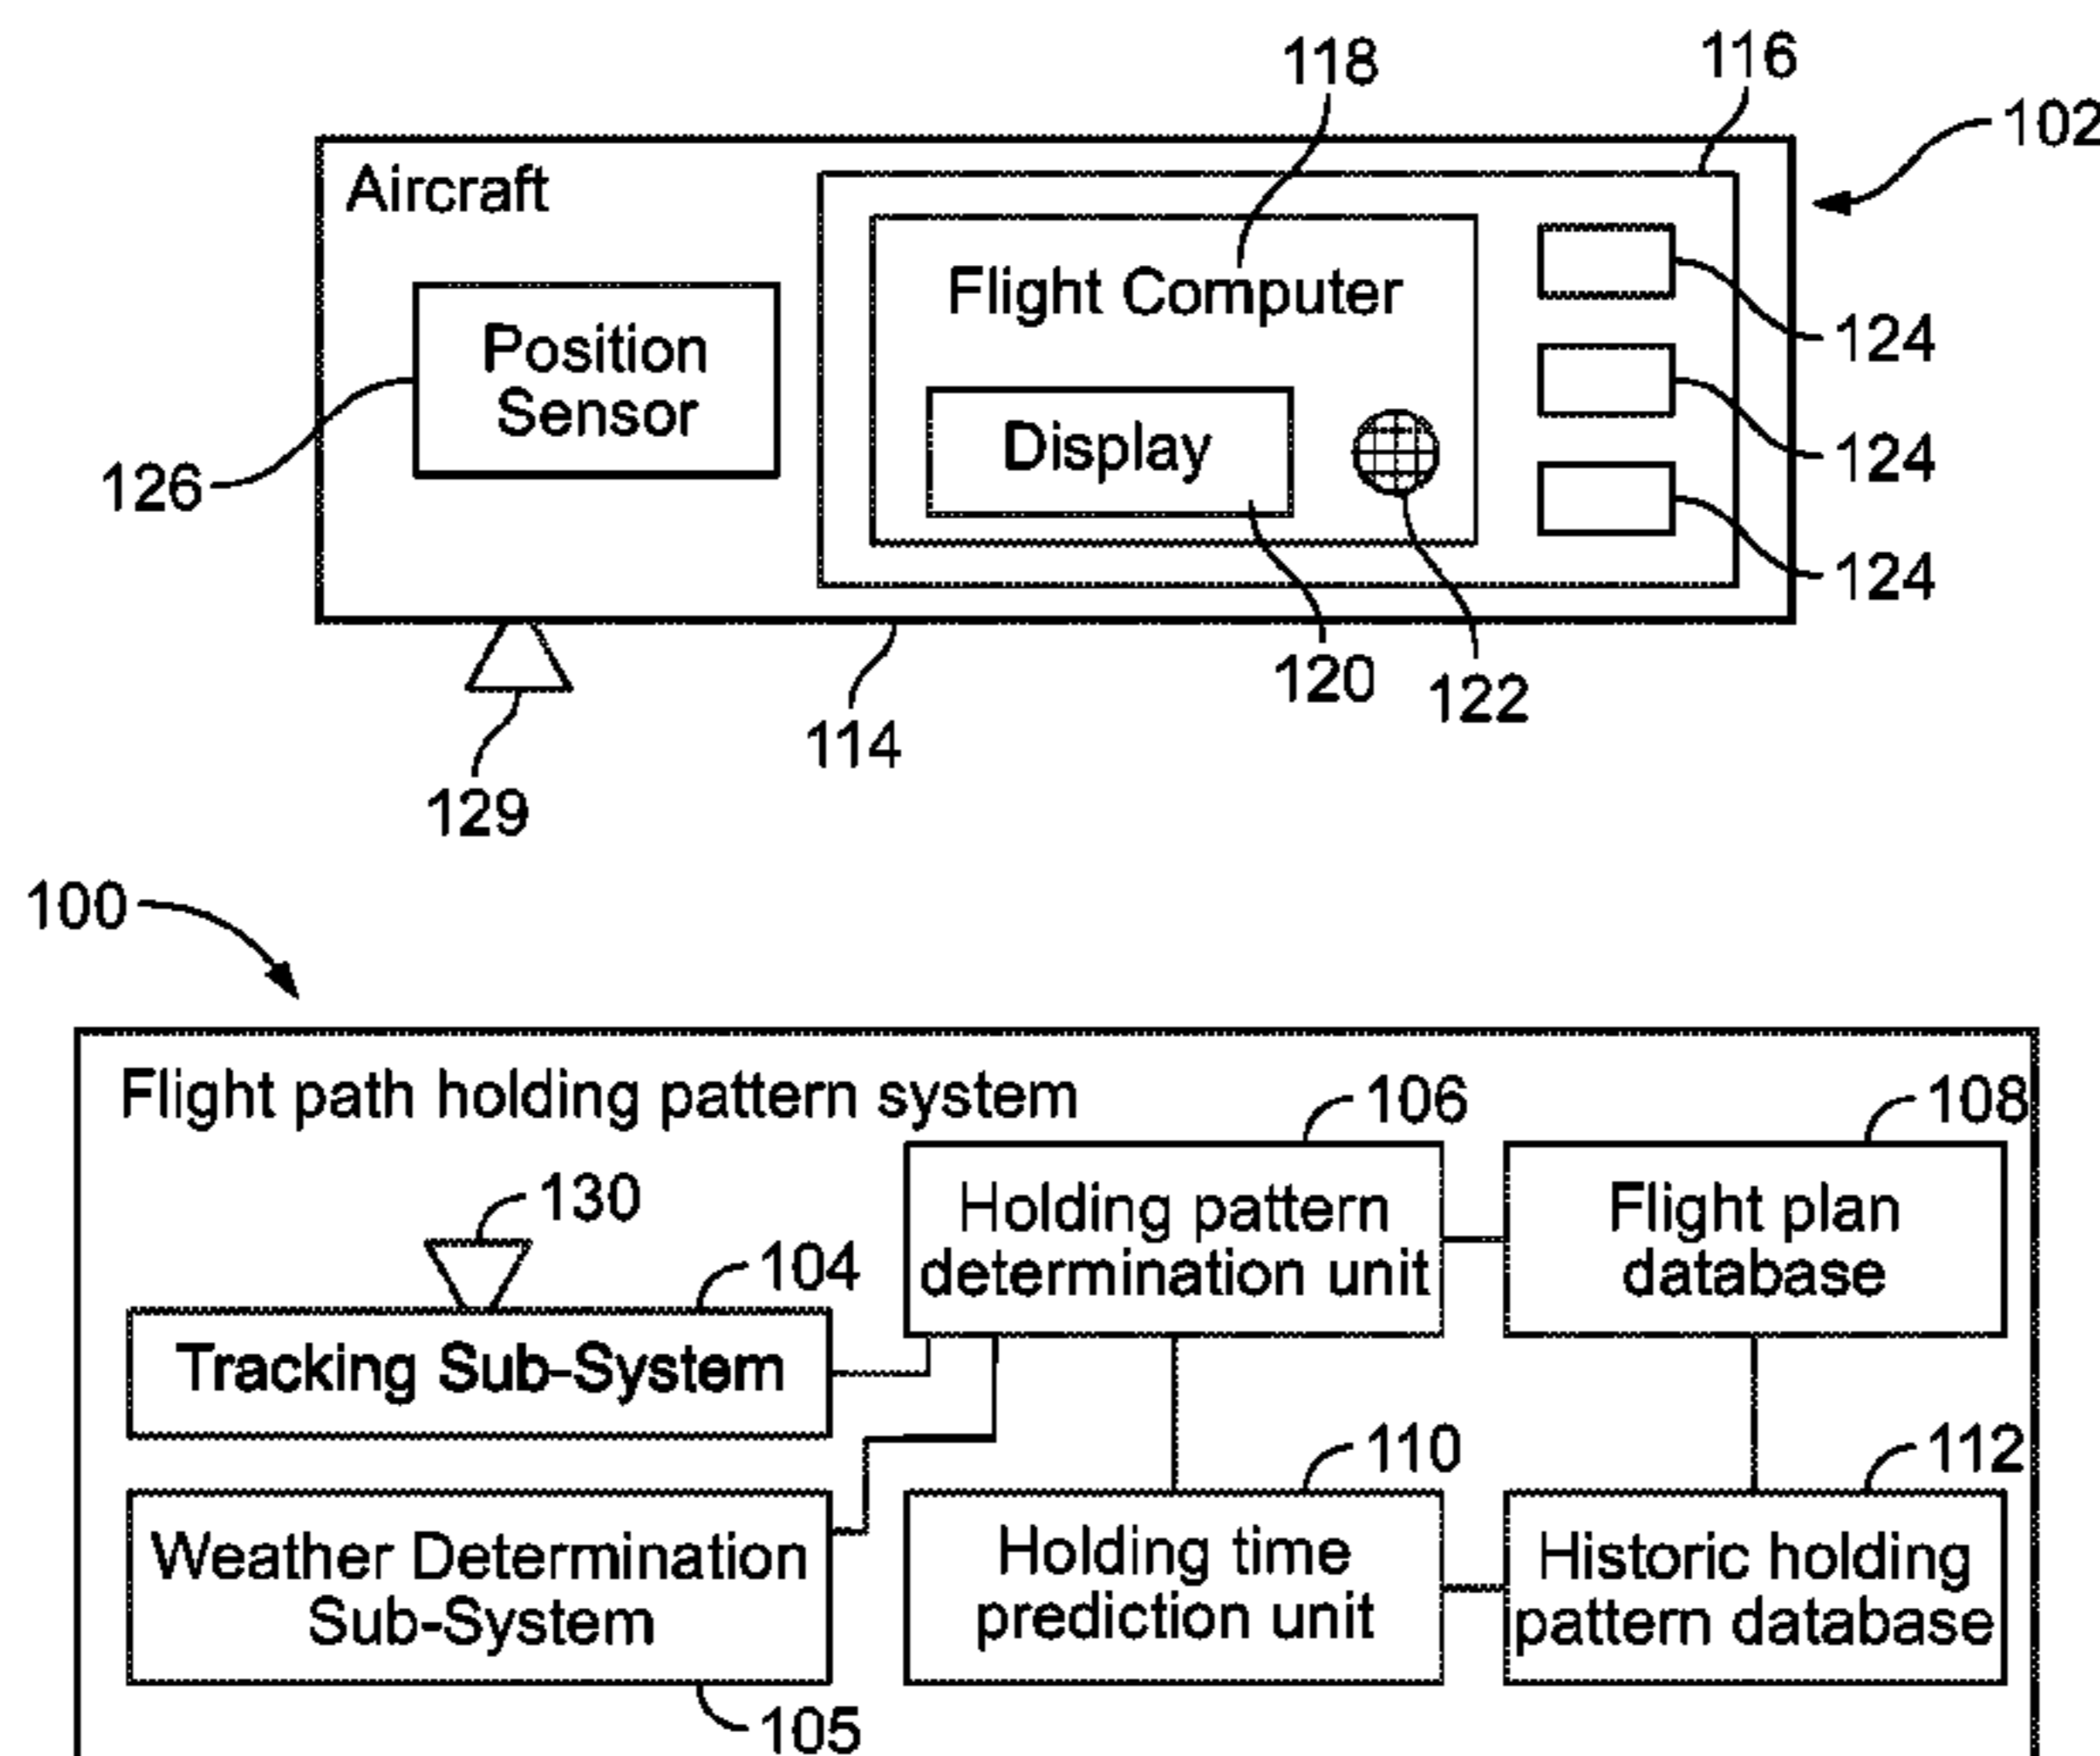 118
116
102
Aircraft
Flight Computer
Position
Sensor
124
Display
124
126
124
120
122
114
129
100
Flight path holding pattern system
106
108
130
Holding pattern
determination unit
Flight plan
database
104
Tracking Sub-System
110
112
Weather Determination
Sub-System
Holding time
prediction unit
Historic holding
pattern database
105